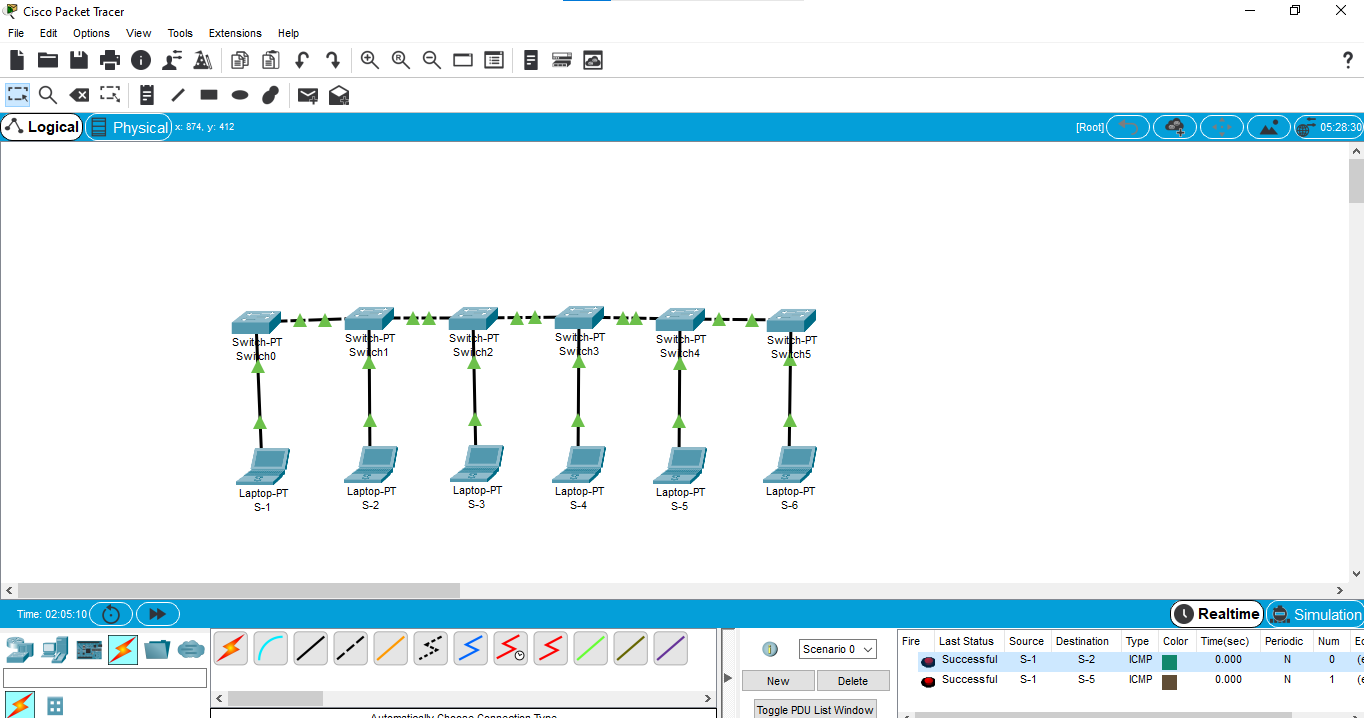 Cisco Packet Tracer
File Edit Options View Tools Extensions Help
R
?
Logical Physical x: 874, y: 412 [Root] 05:28:30
Switch-PT Switch-PT Switch-PT Switch-PT Switch-PT Switch-PT
Switch0 Switch1 Switch2 Switch3 Switch4 Switch5
Laptop-PT Laptop-PT Laptop-PT Laptop-PT Laptop-PT Laptop-PT
S-1 S-2 S-3 S-4 S-5 S-6
Time: 02:05:10 Realtime Simulation
Scenario 0
New Delete
Toggle PDU List Window
Fire Last Status Source Destination Type Color Time(sec) Periodic Num
Successful S-1 S-2 ICMP 0.000 N 0
Successful S-1 S-5 ICMP 0.000 N 1
Automatically Choose Connection Type